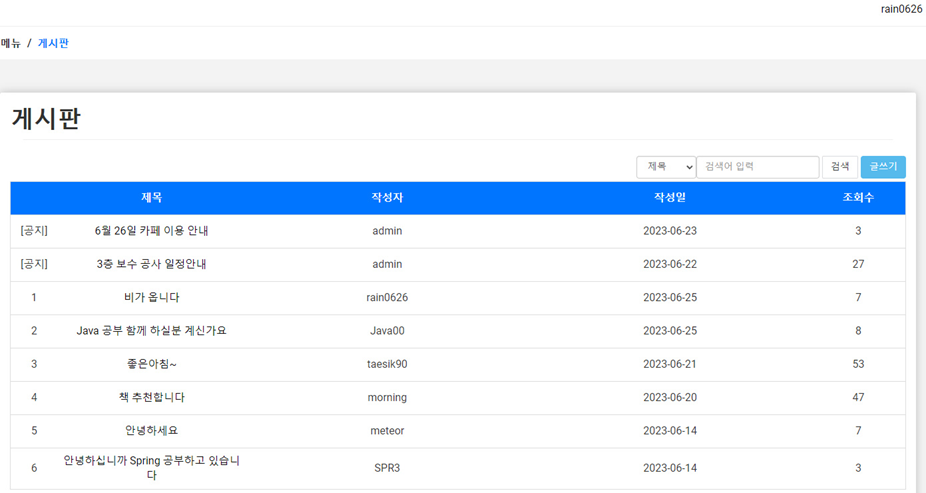 rain0626
메뉴 / 게시판
게시판
제목 검색어 입력 검색 글쓰기
제목 작성자 작성일 조회수
[공지] 6월 26일 카페 이용 안내 admin 2023-06-23 3
[공지] 3층 보수 공사 일정안내 admin 2023-06-22 27
1 비가 옵니다 rain0626 2023-06-25 7
2 Java 공부 함께 하실분 계신가요 Java00 2023-06-25 8
3 좋은아침~ taesik90 2023-06-21 53
4 책 추천합니다 morning 2023-06-20 47
5 안녕하세요 meteor 2023-06-14 7
6 안녕하십니까 Spring 공부하고 있습니
다 SPR3 2023-06-14 3